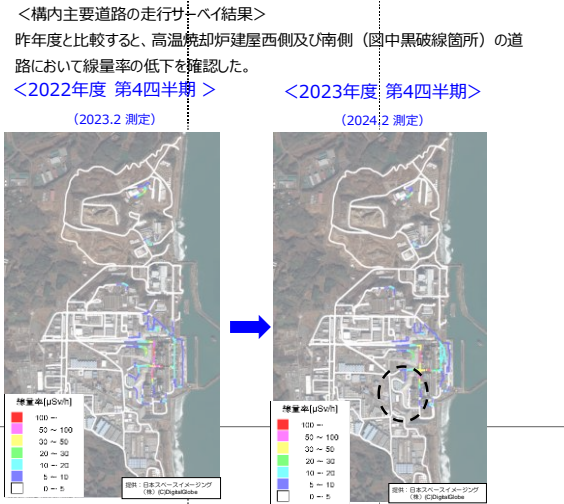 ＜構内主要道路の走行サーベイ結果＞
昨年度と比較すると、高温焼却炉建屋西側及び南側（図中黒破線箇所）の道
路において線量率の低下を確認した。
＜2022年度 第4四半期 ＞
（2023.2 測定）
＜2023年度 第4四半期＞
（2024.2 測定）
線量率[μSv/h]
100 ～
50 ～ 100
30 ～ 50
20 ～ 30
10 ～ 20
5 ～ 10
0 ～ 5
提供：日本スペースイメージング
（株）(C)DigitalGlobe
線量率[μSv/h]
100 ～
50 ～ 100
30 ～ 50
20 ～ 30
10 ～ 20
5 ～ 10
0 ～ 5
提供：日本スペースイメージング
（株）(C)DigitalGlobe